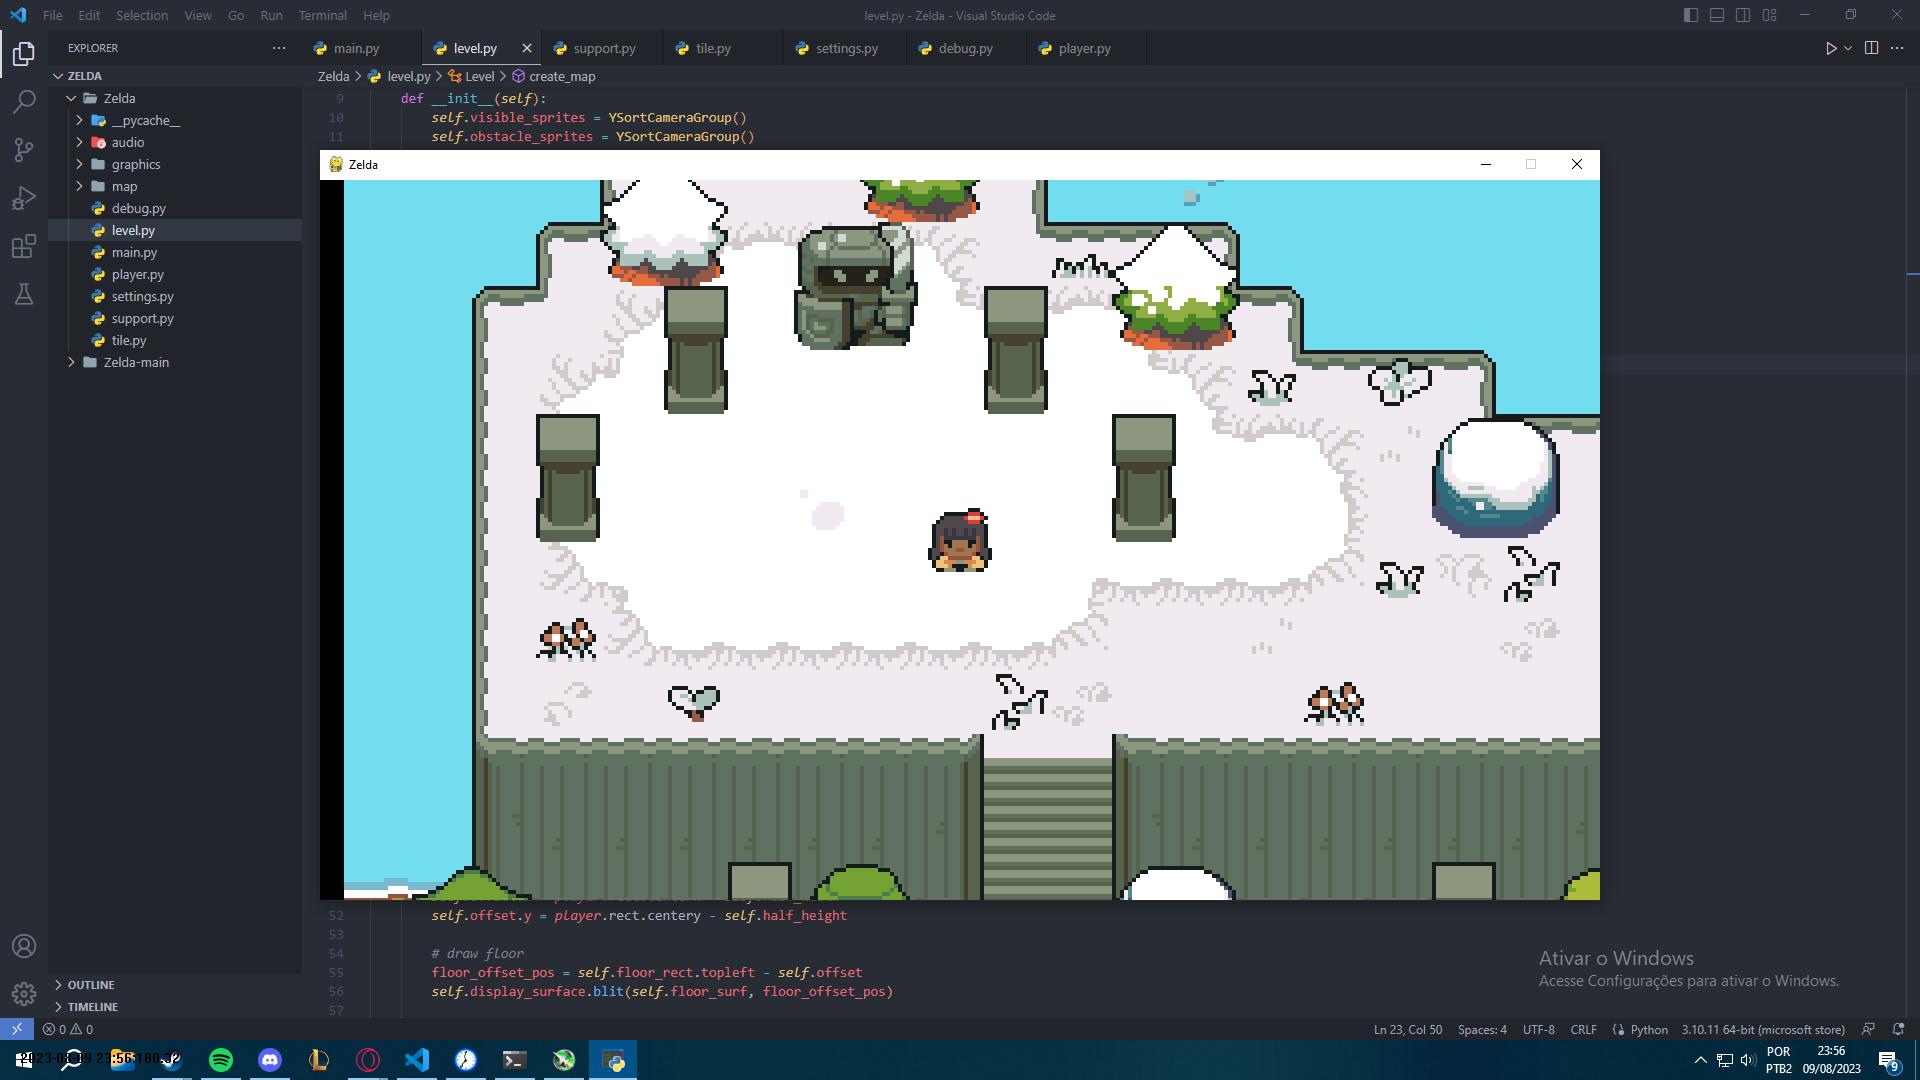 File Edit Selection View Go Run Terminal Help
level.py - Zelda - Visual Studio Code
EXPLORER
main.py
level.py
support.py
tile.py
settings.py
debug.py
player.py
ZELDA
Zelda
__pycache__
audio
graphics
map
debug.py
level.py
main.py
player.py
settings.py
support.py
tile.py
Zelda-main
Zelda > level.py > Level > create_map
9 def __init__(self):
10 self.visible_sprites = YSortCameraGroup()
11 self.obstacle_sprites = YSortCameraGroup()
Zelda
52 self.offset.y = player.rect.centery - self.half_height
53
54 # draw floor
55 floor_offset_pos = self.floor_rect.topleft - self.offset
56 self.display_surface.blit(self.floor_surf, floor_offset_pos)
57
Ativar o Windows
Acesse Configurações para ativar o Windows.
OUTLINE
TIMELINE
0 0
Ln 23, Col 50 Spaces: 4 UTF-8 CRLF Python 3.10.11 64-bit (microsoft store)
POR
PTB2
23:56
09/08/2023
9